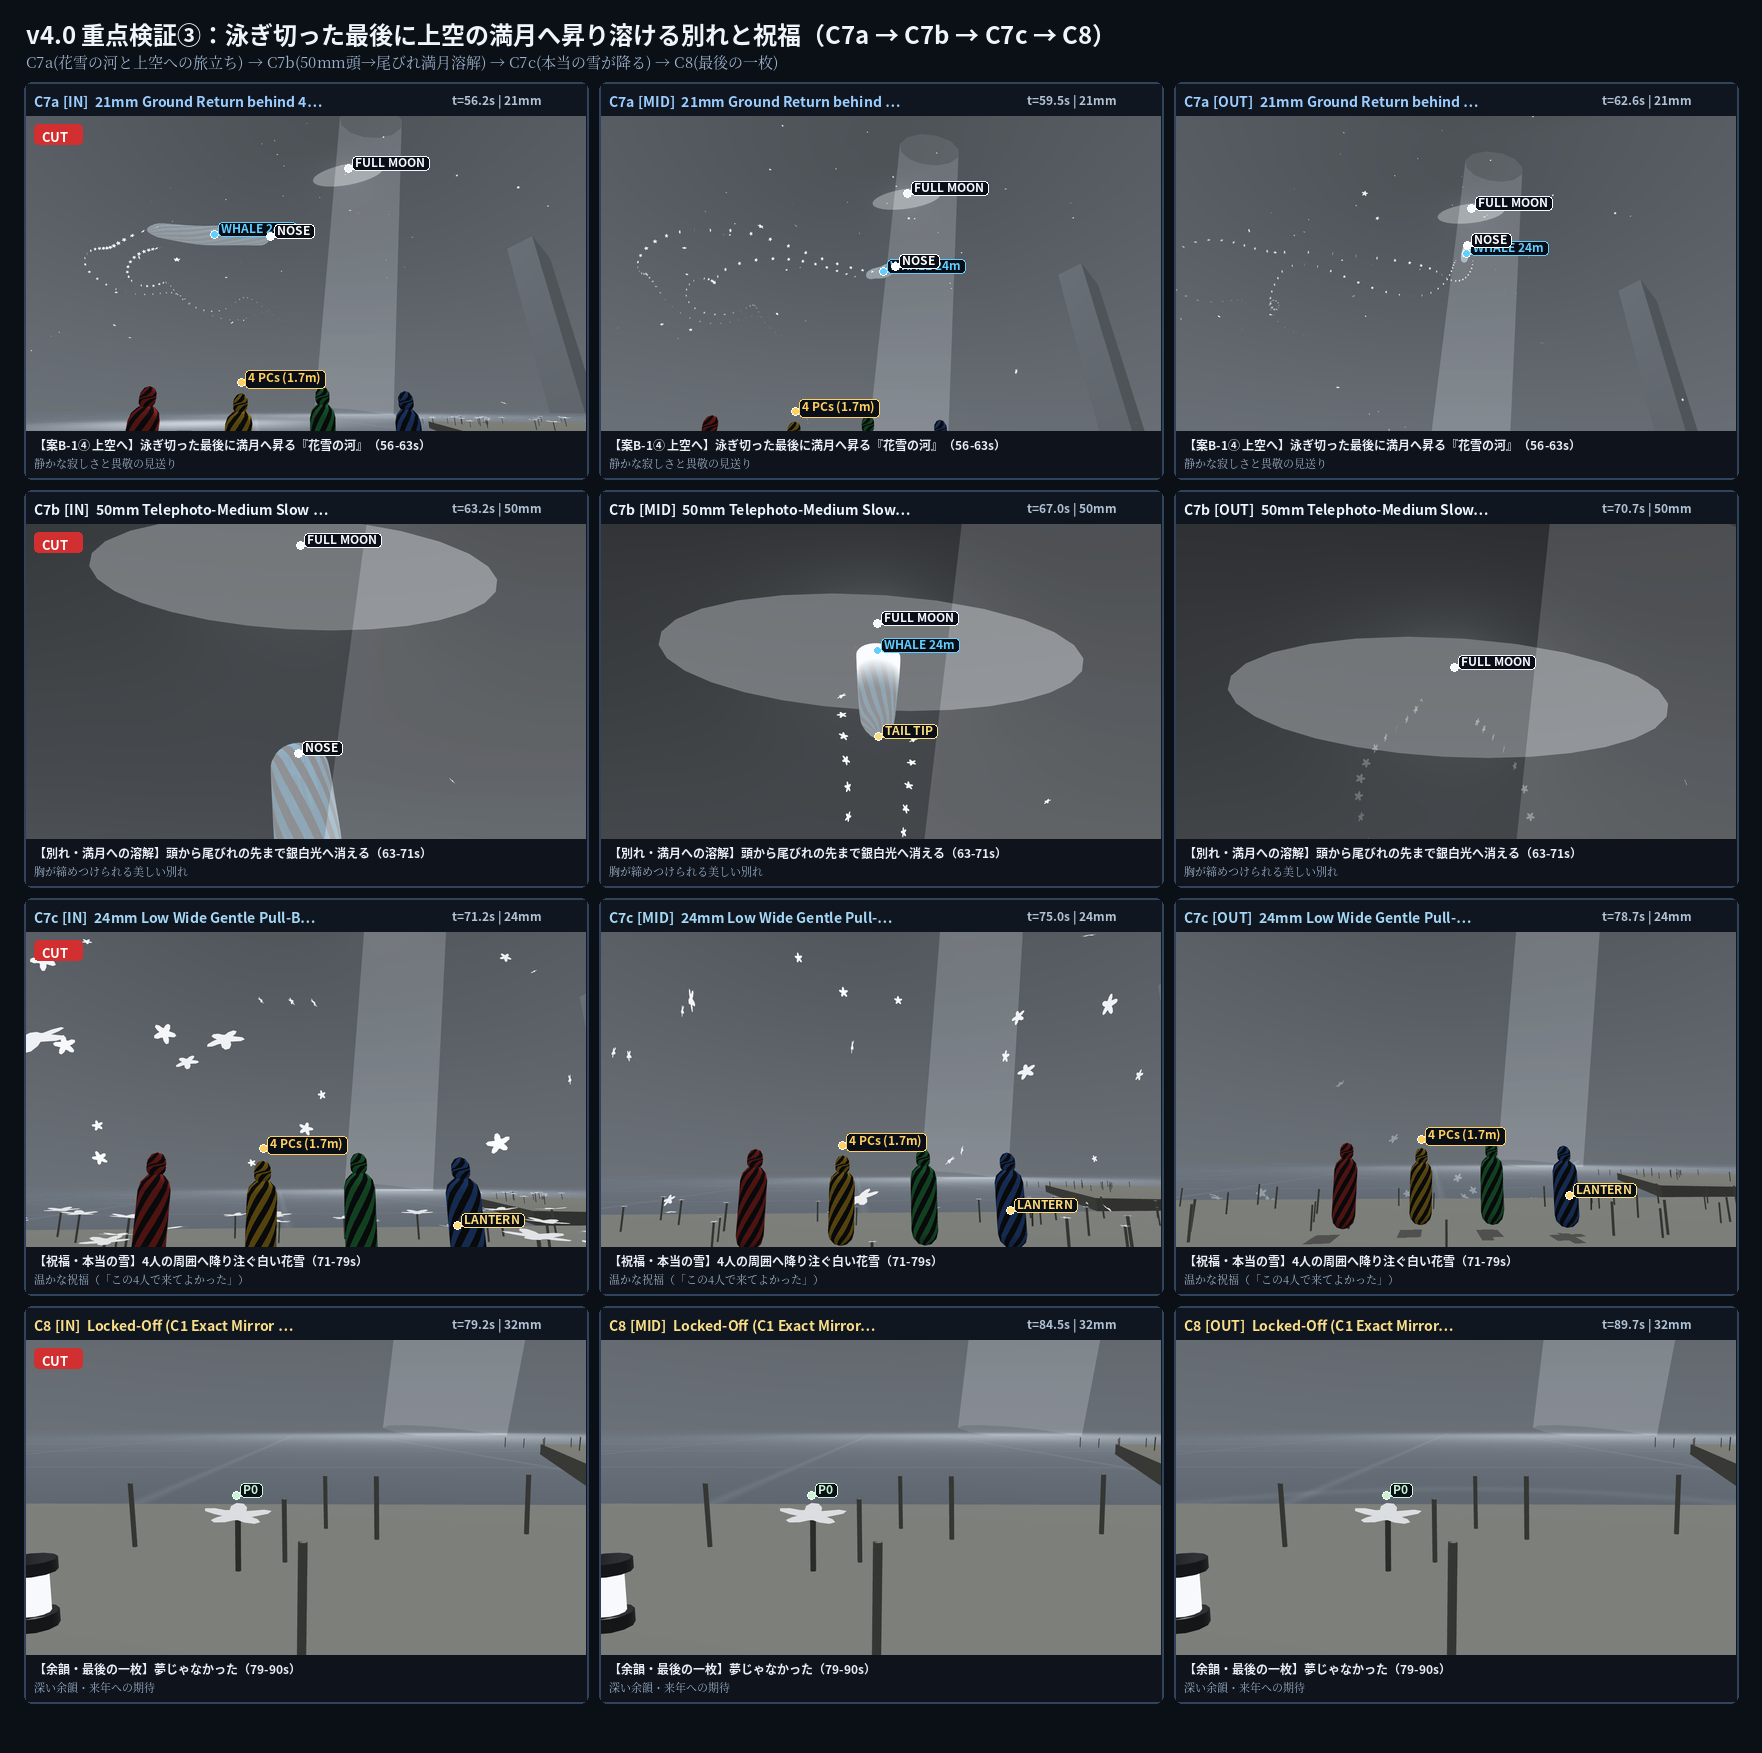 v4.0 重点検証③：泳ぎ切った最後に上空の満月へ昇り溶ける別れと祝福（C7a → C7b → C7c → C8）
C7a(花雪の河と上空への旅立ち) → C7b(50mm頭→尾びれ満月溶解) → C7c(本当の雪が降る) → C8(最後の一枚)
C7a [IN] 21mm Ground Return behind 4… t=56.2s | 21mm
CUT
FULL MOON
WHALE 2
NOSE
4 PCs (1.7m)
【案B-1④ 上空へ】泳ぎ切った最後に満月へ昇る『花雪の河』（56-63s）
静かな寂しさと畏敬の見送り
C7a [MID] 21mm Ground Return behind … t=59.5s | 21mm
FULL MOON
NOSE
24m
4 PCs (1.7m)
【案B-1④ 上空へ】泳ぎ切った最後に満月へ昇る『花雪の河』（56-63s）
静かな寂しさと畏敬の見送り
C7a [OUT] 21mm Ground Return behind … t=62.6s | 21mm
FULL MOON
NOSE
WHALE 24m
【案B-1④ 上空へ】泳ぎ切った最後に満月へ昇る『花雪の河』（56-63s）
静かな寂しさと畏敬の見送り
C7b [IN] 50mm Telephoto-Medium Slow … t=63.2s | 50mm
CUT
FULL MOON
NOSE
【別れ・満月への溶解】頭から尾びれの先まで銀白光へ消える（63-71s）
胸が締めつけられる美しい別れ
C7b [MID] 50mm Telephoto-Medium Slow… t=67.0s | 50mm
FULL MOON
WHALE 24m
TAIL TIP
【別れ・満月への溶解】頭から尾びれの先まで銀白光へ消える（63-71s）
胸が締めつけられる美しい別れ
C7b [OUT] 50mm Telephoto-Medium Slow… t=70.7s | 50mm
FULL MOON
【別れ・満月への溶解】頭から尾びれの先まで銀白光へ消える（63-71s）
胸が締めつけられる美しい別れ
C7c [IN] 24mm Low Wide Gentle Pull-B… t=71.2s | 24mm
CUT
4 PCs (1.7m)
LANTERN
【祝福・本当の雪】4人の周囲へ降り注ぐ白い花雪（71-79s）
温かな祝福（「この4人で来てよかった」）
C7c [MID] 24mm Low Wide Gentle Pull-… t=75.0s | 24mm
4 PCs (1.7m)
LANTERN
【祝福・本当の雪】4人の周囲へ降り注ぐ白い花雪（71-79s）
温かな祝福（「この4人で来てよかった」）
C7c [OUT] 24mm Low Wide Gentle Pull-… t=78.7s | 24mm
4 PCs (1.7m)
LANTERN
【祝福・本当の雪】4人の周囲へ降り注ぐ白い花雪（71-79s）
温かな祝福（「この4人で来てよかった」）
C8 [IN] Locked-Off (C1 Exact Mirror … t=79.2s | 32mm
CUT
P0
【余韻・最後の一枚】夢じゃなかった（79-90s）
深い余韻・来年への期待
C8 [MID] Locked-Off (C1 Exact Mirror… t=84.5s | 32mm
P0
【余韻・最後の一枚】夢じゃなかった（79-90s）
深い余韻・来年への期待
C8 [OUT] Locked-Off (C1 Exact Mirror… t=89.7s | 32mm
P0
【余韻・最後の一枚】夢じゃなかった（79-90s）
深い余韻・来年への期待